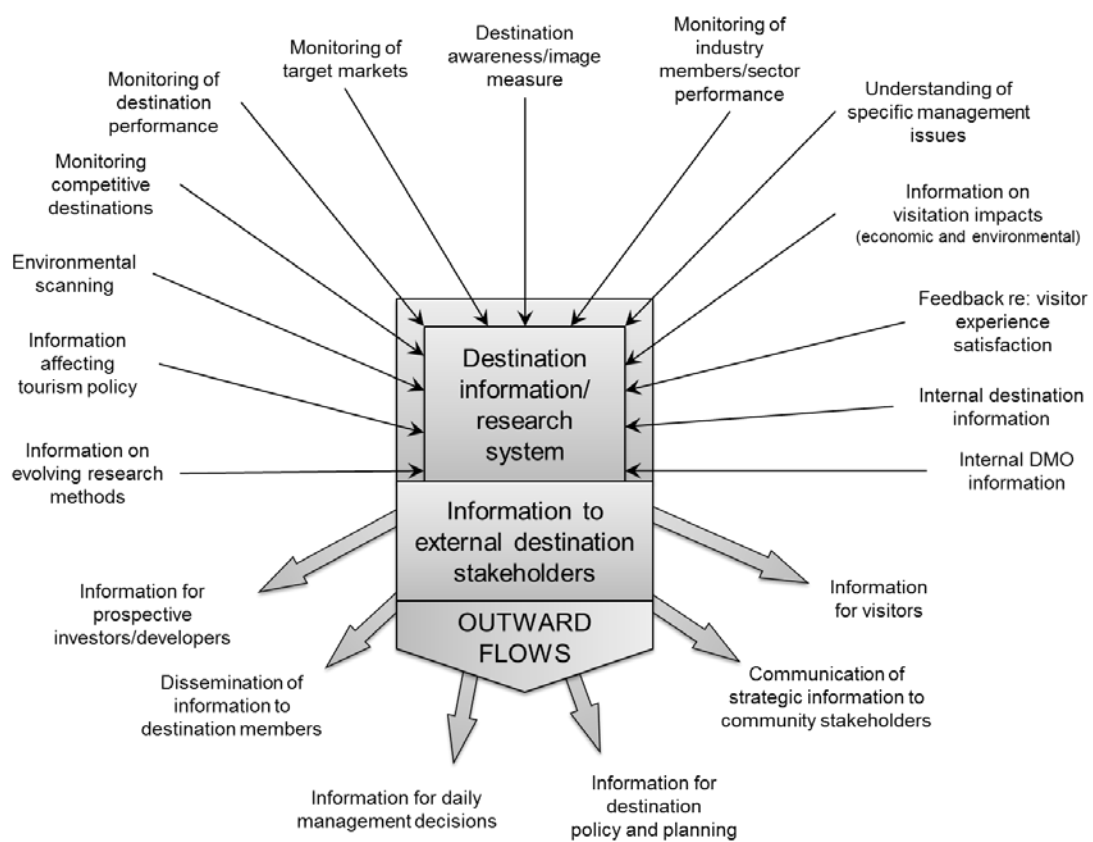 Destination
awareness/image
measure
Monitoring of
target markets
Monitoring of
industry
members/sector
performance
Monitoring of
destination
performance
Understanding of
specific management
issues
Monitoring
competitive
destinations
Information on
visitation impacts
(economic and environmental)
Environmental
scanning
Feedback re: visitor
experience
satisfaction
Information
affecting
tourism policy
Internal destination
information
Information on
evolving research
methods
Internal DMO
information
Destination
information/
research
system
Information to
external destination
stakeholders
OUTWARD
FLOWS
Information for
prospective
investors/developers
Information
for visitors
Dissemination of
information to
destination members
Communication of
strategic information to
community stakeholders
Information for daily
management decisions
Information for
destination
policy and planning